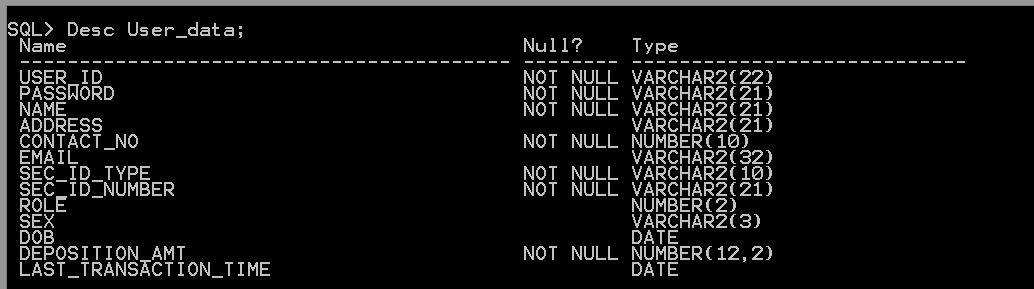 SQL> Desc User_data;
Name Null? Type
----------------------------------------- -------- ----------------------------
USER_ID NOT NULL VARCHAR2(22)
PASSWORD NOT NULL VARCHAR2(21)
NAME NOT NULL VARCHAR2(21)
ADDRESS VARCHAR2(21)
CONTACT_NO NOT NULL NUMBER(10)
EMAIL VARCHAR2(32)
SEC_ID_TYPE NOT NULL VARCHAR2(10)
SEC_ID_NUMBER NOT NULL VARCHAR2(21)
ROLE NUMBER(2)
SEX VARCHAR2(3)
DOB DATE
DEPOSITION_AMT NOT NULL NUMBER(12,2)
LAST_TRANSACTION_TIME DATE